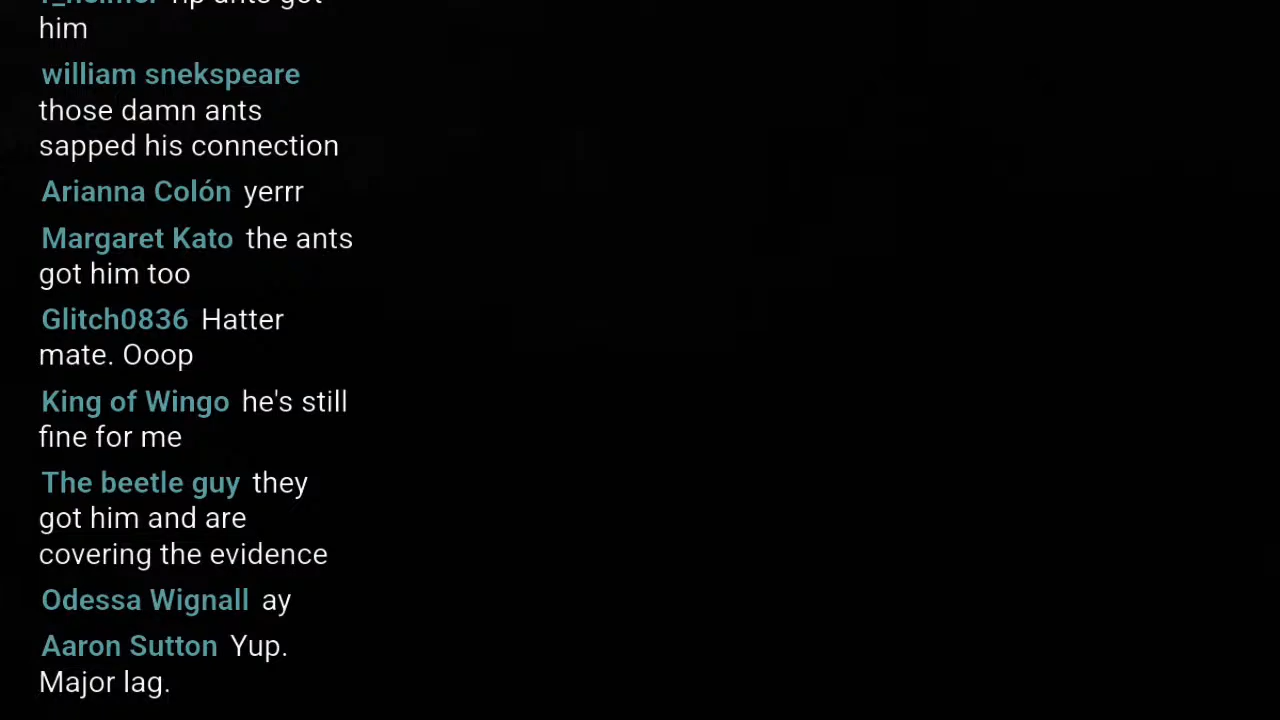 him
william snekspeare
those damn ants
sapped his connection
Arianna Colón yerrr
Margaret Kato the ants
got him too
Glitch0836 Hatter
mate. Ooop
King of Wingo he's still
fine for me
The beetle guy they
got him and are
covering the evidence
Odessa Wignall ay
Aaron Sutton Yup.
Major lag.